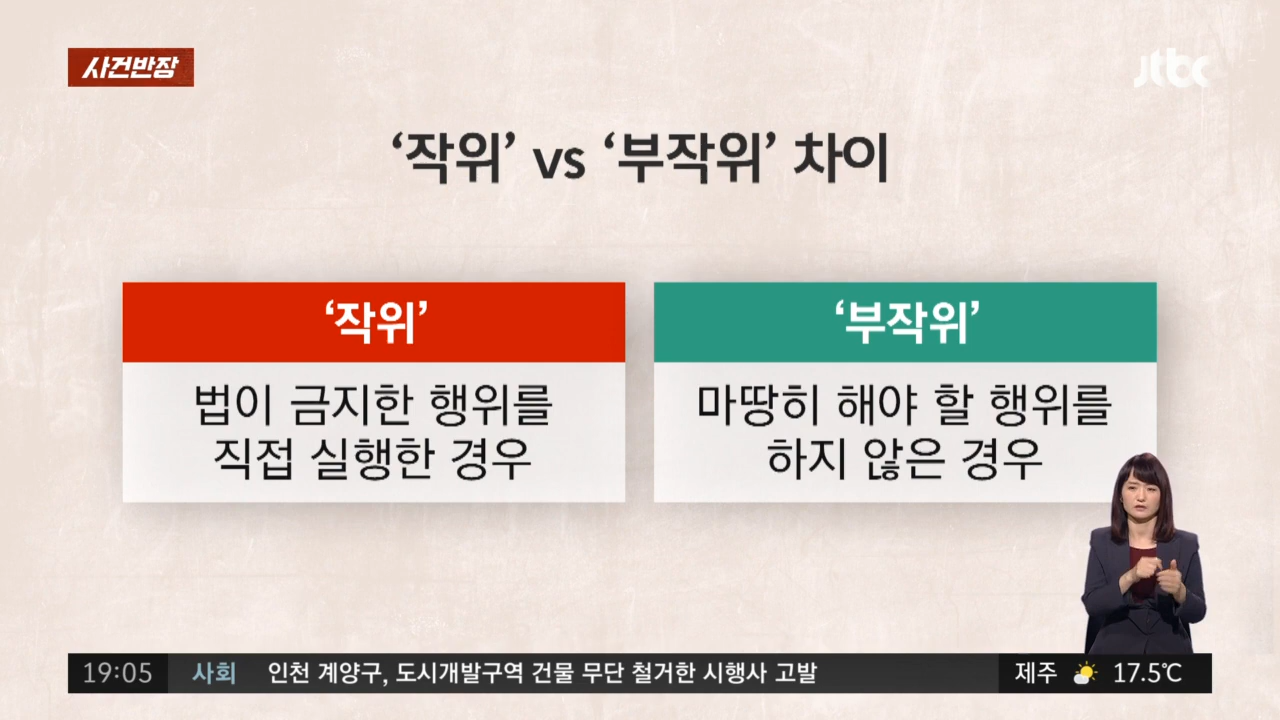 사건반장
jtbc
‘작위’ vs ‘부작위’ 차이
‘작위’
법이 금지한 행위를
직접 실행한 경우
‘부작위’
마땅히 해야 할 행위를
하지 않은 경우
19:05 사회 인천 계양구, 도시개발구역 건물 무단 철거한 시행사 고발 제주 17.5℃